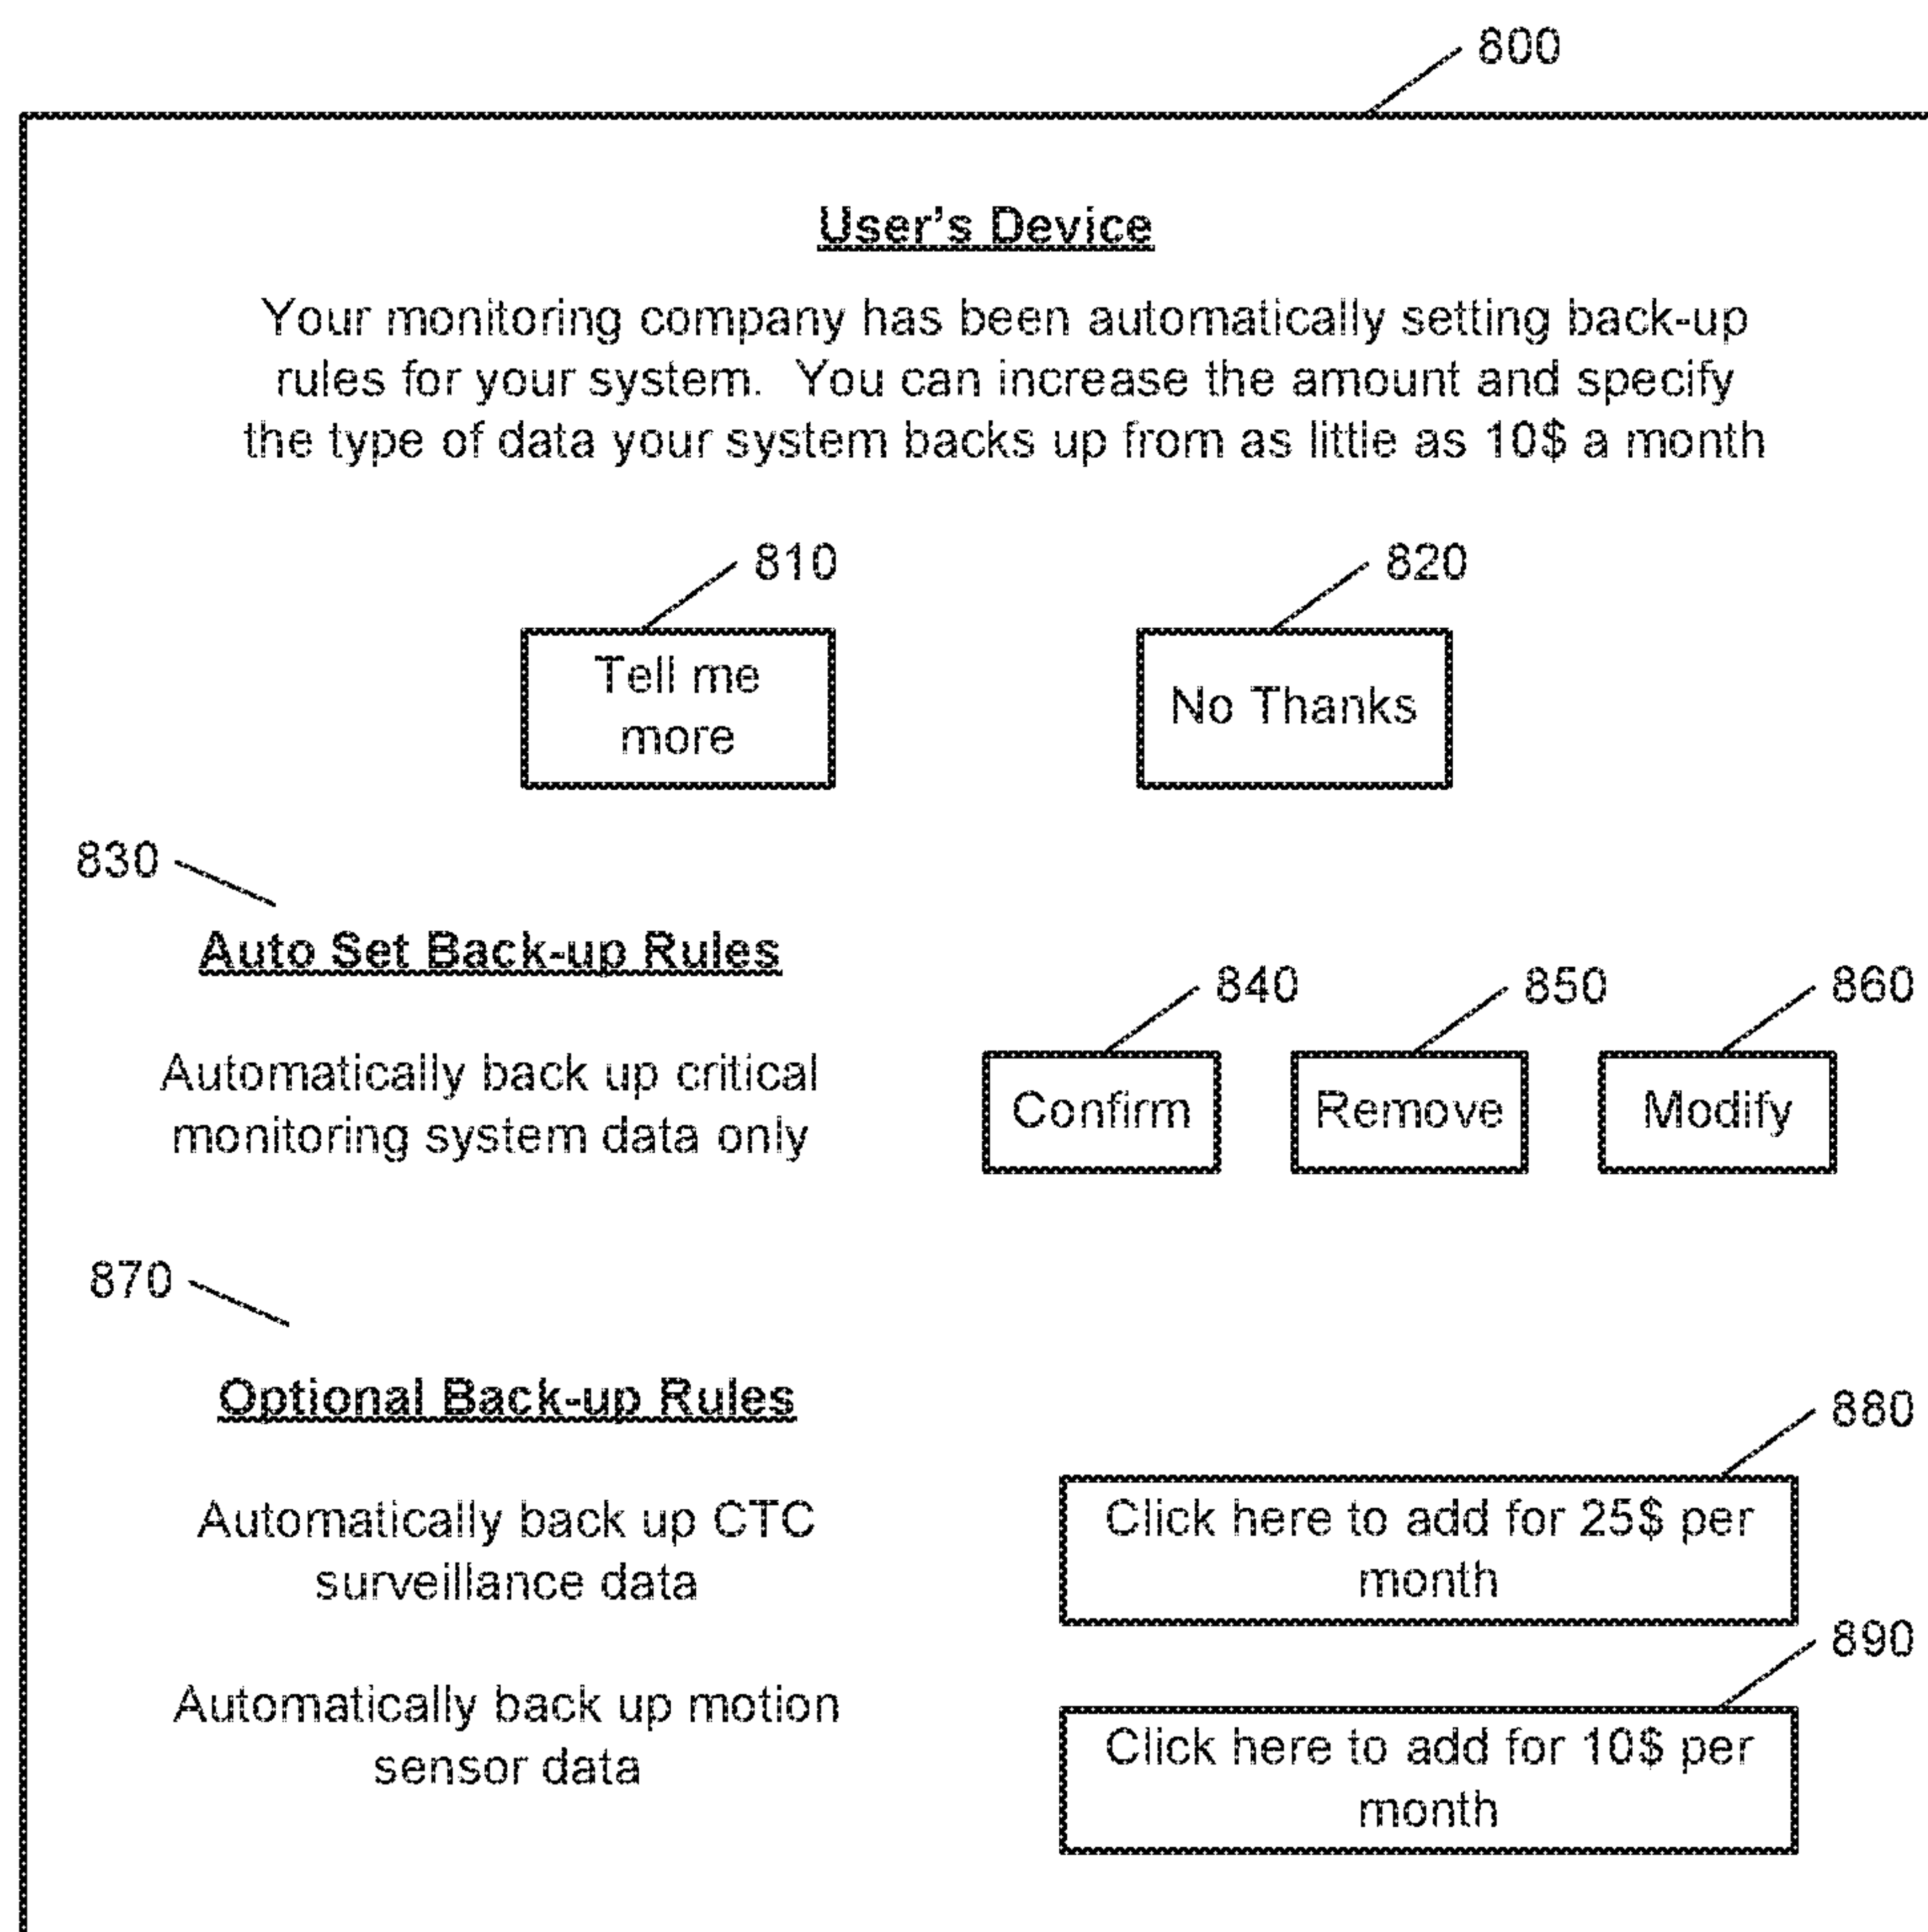 800
User's Device
Your monitoring company has been automatically setting back-up
rules for your system. You can increase the amount and specify
the type of data your system backs up from as little as 10$ a month
810
820
Tell me
more
No Thanks
830
Auto Set Back-up Rules
840
850
860
Automatically back up critical
monitoring system data only
Confirm
Remove
Modify
870
Optional Back-up Rules
880
Automatically back up CTC
surveillance data
Click here to add for 25$ per
month
890
Automatically back up motion
sensor data
Click here to add for 10$ per
month